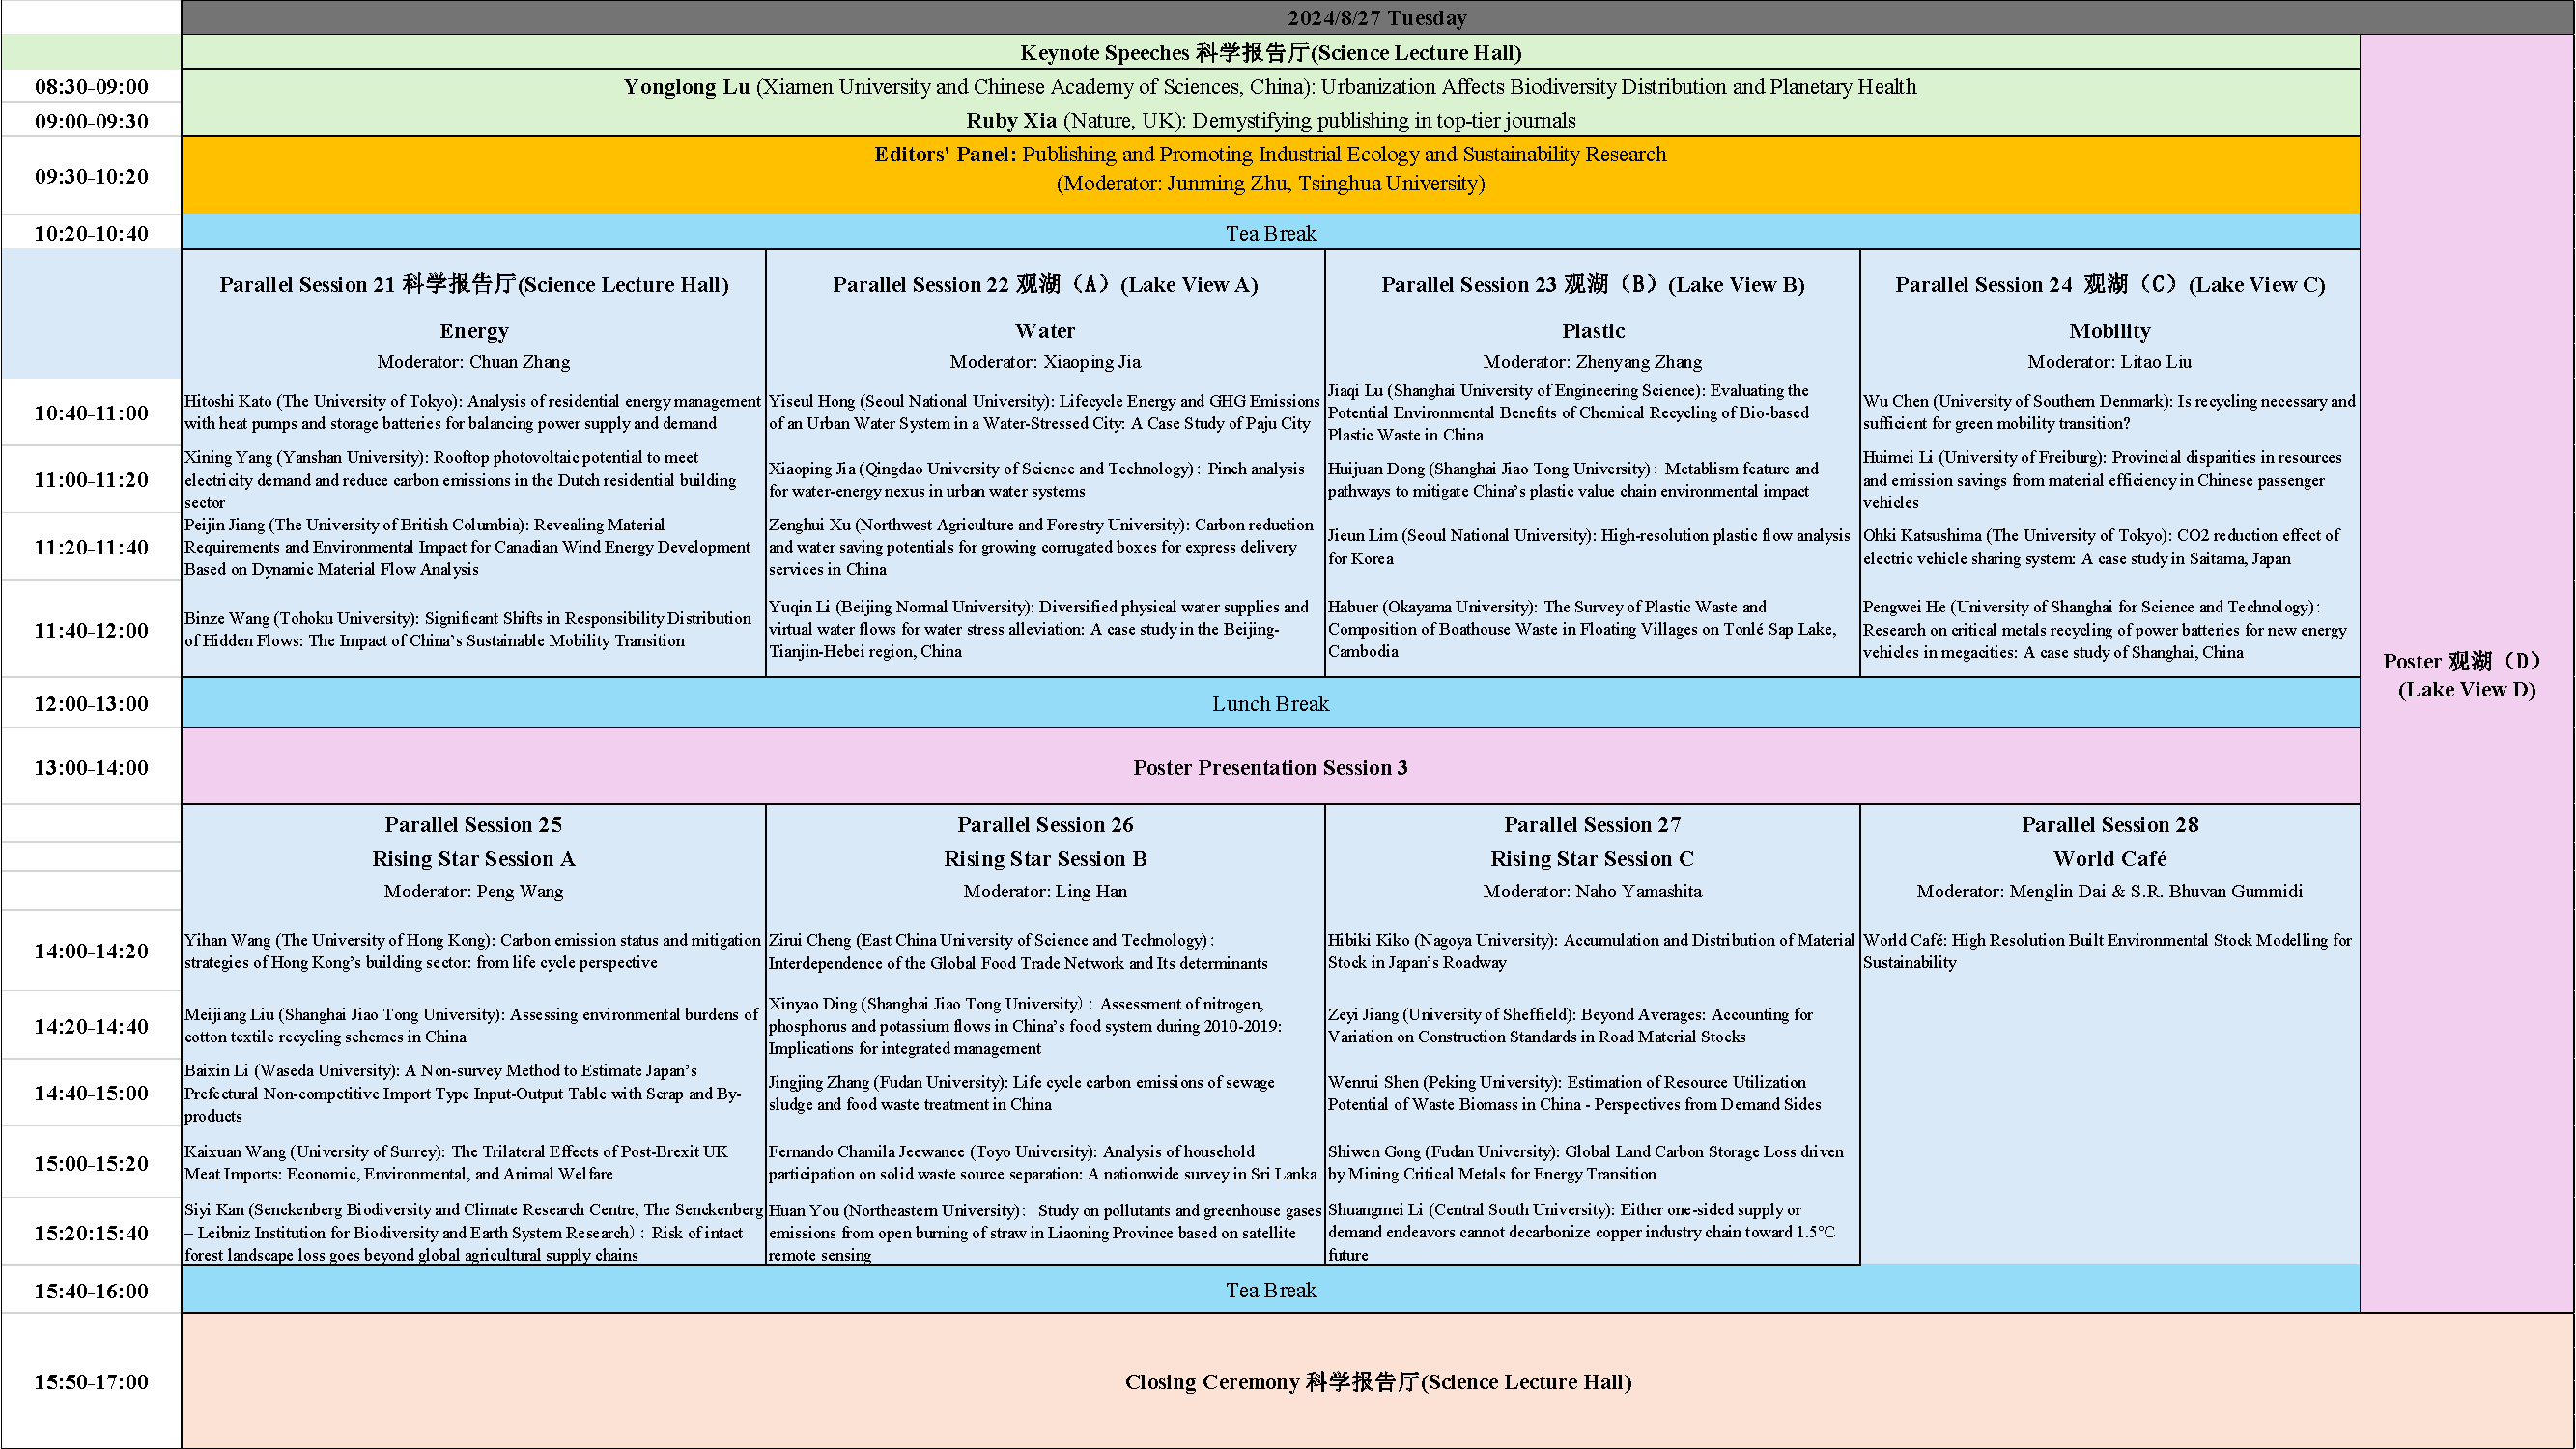 2024/8/27 Tuesday
Keynote Speeches 科学报告厅(Science Lecture Hall)
08:30-09:00
Yonglong Lu (Xiamen University and Chinese Academy of Sciences, China): Urbanization Affects Biodiversity Distribution and Planetary Health
09:00-09:30
Ruby Xia (Nature, UK): Demystifying publishing in top-tier journals
09:30-10:20
Editors' Panel: Publishing and Promoting Industrial Ecology and Sustainability Research
(Moderator: Junming Zhu, Tsinghua University)
10:20-10:40
Tea Break
Parallel Session 21 科学报告厅(Science Lecture Hall)
Energy
Moderator: Chuan Zhang
Parallel Session 22 观湖（A）(Lake View A)
Water
Moderator: Xiaoping Jia
Parallel Session 23 观湖（B）(Lake View B)
Plastic
Moderator: Zhenyang Zhang
Parallel Session 24 观湖（C）(Lake View C)
Mobility
Moderator: Litao Liu
10:40-11:00
Hitoshi Kato (The University of Tokyo): Analysis of residential energy management
with heat pumps and storage batteries for balancing power supply and demand
Yiseul Hong (Seoul National University): Lifecycle Energy and GHG Emissions
of an Urban Water System in a Water-Stressed City: A Case Study of Paju City
Jiaqi Lu (Shanghai University of Engineering Science): Evaluating the
Potential Environmental Benefits of Chemical Recycling of Bio-based
Plastic Waste in China
Wu Chen (University of Southern Denmark): Is recycling necessary and
sufficient for green mobility transition?
11:00-11:20
Xining Yang (Yanshan University): Rooftop photovoltaic potential to meet
electricity demand and reduce carbon emissions in the Dutch residential building
sector
Xiaoping Jia (Qingdao University of Science and Technology): Pinch analysis
for water-energy nexus in urban water systems
Huijuan Dong (Shanghai Jiao Tong University): Metablism feature and
pathways to mitigate China's plastic value chain environmental impact
Huimei Li (University of Freiburg): Provincial disparities in resources
and emission savings from material efficiency in Chinese passenger
vehicles
11:20-11:40
Peijin Jiang (The University of British Columbia): Revealing Material
Requirements and Environmental Impact for Canadian Wind Energy Development
Based on Dynamic Material Flow Analysis
Zenghui Xu (Northwest Agriculture and Forestry University): Carbon reduction
and water saving potentials for growing corrugated boxes for express delivery
services in China
Jieun Lim (Seoul National University): High-resolution plastic flow analysis
for Korea
Ohki Katsushima (The University of Tokyo): CO2 reduction effect of
electric vehicle sharing system: A case study in Saitama, Japan
11:40-12:00
Binze Wang (Tohoku University): Significant Shifts in Responsibility Distribution
of Hidden Flows: The Impact of China's Sustainable Mobility Transition
Yuqin Li (Beijing Normal University): Diversified physical water supplies and
virtual water flows for water stress alleviation: A case study in the Beijing-
Tianjin-Hebei region, China
Habuer (Okayama University): The Survey of Plastic Waste and
Composition of Boathouse Waste in Floating Villages on Tonlé Sap Lake,
Cambodia
Pengwei He (University of Shanghai for Science and Technology):
Research on critical metals recycling of power batteries for new energy
vehicles in megacities: A case study of Shanghai, China
Poster 观湖（D）
(Lake View D)
12:00-13:00
Lunch Break
13:00-14:00
Poster Presentation Session 3
Parallel Session 25
Rising Star Session A
Moderator: Peng Wang
Parallel Session 26
Rising Star Session B
Moderator: Ling Han
Parallel Session 27
Rising Star Session C
Moderator: Naho Yamashita
Parallel Session 28
World Café
Moderator: Menglin Dai & S.R. Bhuvan Gummidi
14:00-14:20
Yihan Wang (The University of Hong Kong): Carbon emission status and mitigation
strategies of Hong Kong's building sector: from life cycle perspective
Zirui Cheng (East China University of Science and Technology):
Interdependence of the Global Food Trade Network and Its determinants
Hibiki Kiko (Nagoya University): Accumulation and Distribution of Material
Stock in Japan's Roadway
World Café: High Resolution Built Environmental Stock Modelling for
Sustainability
14:20-14:40
Meijiang Liu (Shanghai Jiao Tong University): Assessing environmental burdens of
cotton textile recycling schemes in China
Xinyao Ding (Shanghai Jiao Tong University）: Assessment of nitrogen,
phosphorus and potassium flows in China's food system during 2010-2019:
Implications for integrated management
Zeyi Jiang (University of Sheffield): Beyond Averages: Accounting for
Variation on Construction Standards in Road Material Stocks
14:40-15:00
Baixin Li (Waseda University): A Non-survey Method to Estimate Japan's
Prefectural Non-competitive Import Type Input-Output Table with Scrap and By-
products
Jingjing Zhang (Fudan University): Life cycle carbon emissions of sewage
sludge and food waste treatment in China
Wenrui Shen (Peking University): Estimation of Resource Utilization
Potential of Waste Biomass in China - Perspectives from Demand Sides
15:00-15:20
Kaixuan Wang (University of Surrey): The Trilateral Effects of Post-Brexit UK
Meat Imports: Economic, Environmental, and Animal Welfare
Fernando Chamila Jeewanee (Toyo University): Analysis of household
participation on solid waste source separation: A nationwide survey in Sri Lanka
Shiwen Gong (Fudan University): Global Land Carbon Storage Loss driven
by Mining Critical Metals for Energy Transition
15:20:15:40
Siyi Kan (Senckenberg Biodiversity and Climate Research Centre, The Senckenberg
– Leibniz Institution for Biodiversity and Earth System Research）: Risk of intact
forest landscape loss goes beyond global agricultural supply chains
Huan You (Northeastern University)： Study on pollutants and greenhouse gases
emissions from open burning of straw in Liaoning Province based on satellite
remote sensing
Shuangmei Li (Central South University): Either one-sided supply or
demand endeavors cannot decarbonize copper industry chain toward 1.5°C
future
15:40-16:00
Tea Break
15:50-17:00
Closing Ceremony 科学报告厅(Science Lecture Hall)